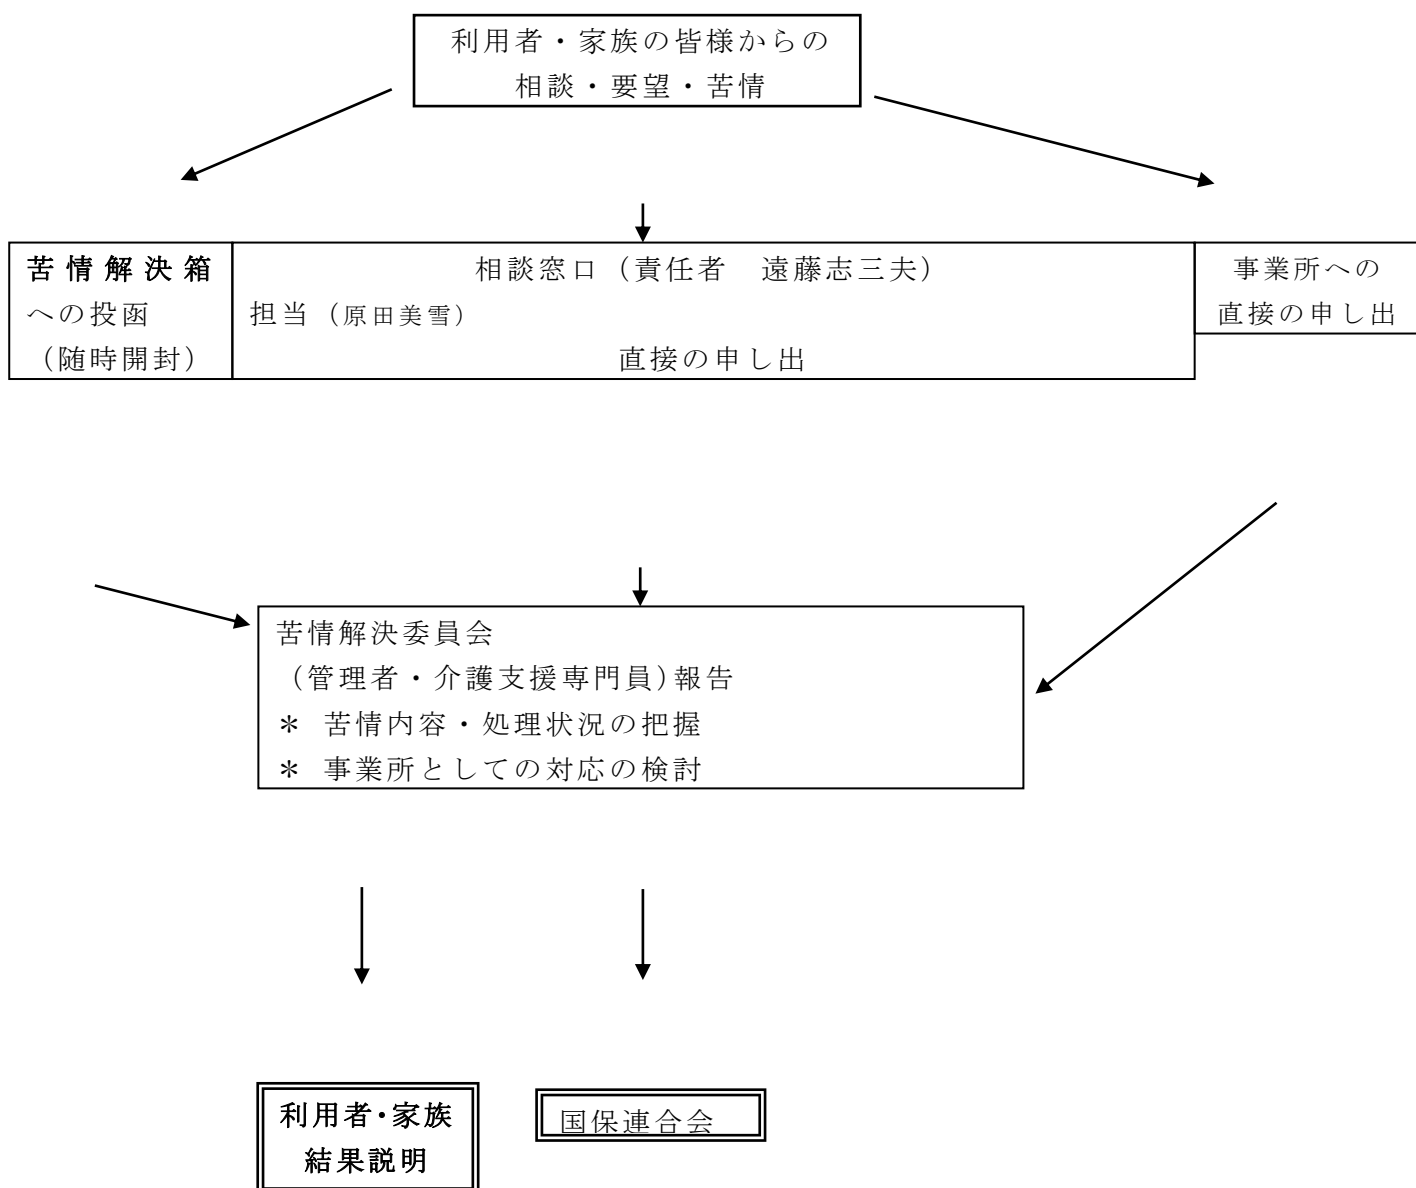 利用者・家族の皆様からの
相談・要望・苦情
苦情解決箱
への投函
（随時開封）
相談窓口（責任者　遠藤志三夫）
担当（原田美雪）
直接の申し出
事業所への
直接の申し出
苦情解決委員会
（管理者・介護支援専門員）報告
＊ 苦情内容・処理状況の把握
＊ 事業所としての対応の検討
利用者・家族
結果説明
国保連合会